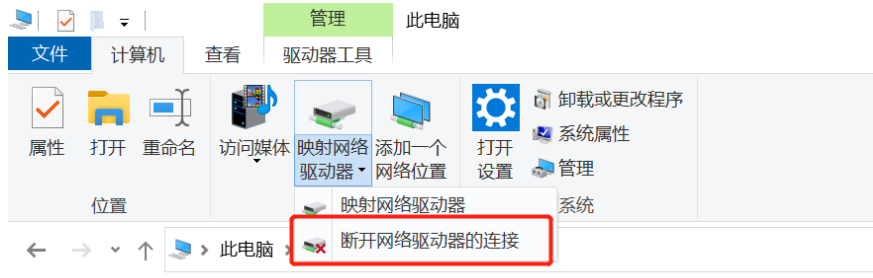 管理
此电脑
文件
计算机
查看
驱动器工具
属性
打开
重命名
访问媒体
映射网络
驱动器
添加一个
网络位置
打开
设置
卸载或更改程序
系统属性
管理
位置
系统
映射网络驱动器
断开网络驱动器的连接
此电脑